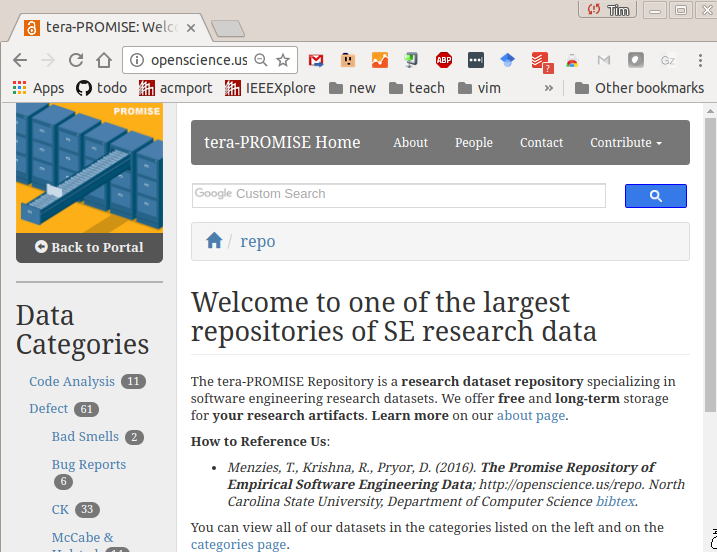 Tim
tera-PROMISE: Welc
openscience.us
ABP
?
Gz
Apps
todo
acmport
IEEEXplore
new
teach
vim
»
Other bookmarks
PROMISE
Back to Portal
Data
Categories
Code Analysis 11
Defect 61
Bad Smells 2
Bug Reports
6
CK 33
McCabe &
tera-PROMISE Home About People Contact Contribute
Google Custom Search
/ repo
Welcome to one of the largest
repositories of SE research data
The tera-PROMISE Repository is a research dataset repository specializing in
software engineering research datasets. We offer free and long-term storage
for your research artifacts. Learn more on our about page.
How to Reference Us:
• Menzies, T., Krishna, R., Pryor, D. (2016). The Promise Repository of
Empirical Software Engineering Data; http://openscience.us/repo. North
Carolina State University, Department of Computer Science bibtex.
You can view all of our datasets in the categories listed on the left and on the
categories page.